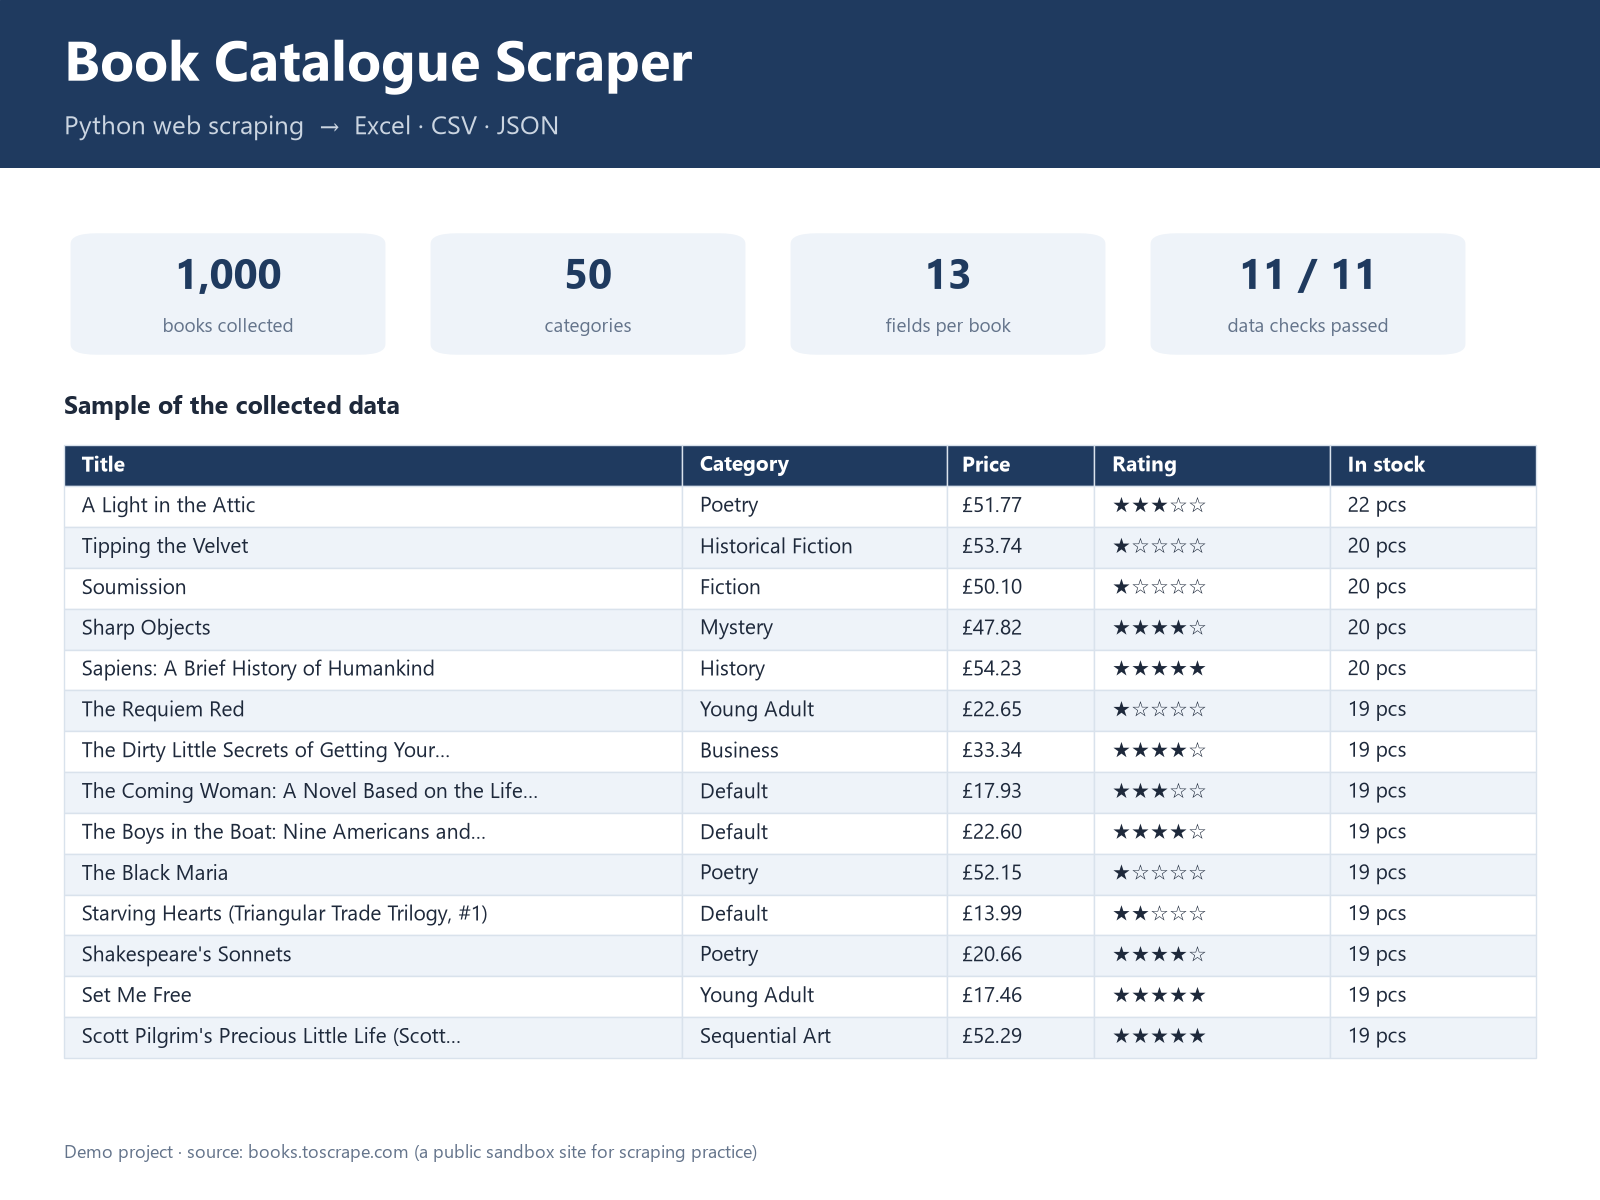 Book Catalogue Scraper
Python web scraping → Excel · CSV · JSON
1,000
books collected
50
categories
13
fields per book
11 / 11
data checks passed
Sample of the collected data
Title Category Price Rating In stock
A Light in the Attic Poetry £51.77 ★★★☆☆ 22 pcs
Tipping the Velvet Historical Fiction £53.74 ★☆☆☆☆ 20 pcs
Soumission Fiction £50.10 ★☆☆☆☆ 20 pcs
Sharp Objects Mystery £47.82 ★★★★☆ 20 pcs
Sapiens: A Brief History of Humankind History £54.23 ★★★★★ 20 pcs
The Requiem Red Young Adult £22.65 ★☆☆☆☆ 19 pcs
The Dirty Little Secrets of Getting Your... Business £33.34 ★★★★☆ 19 pcs
The Coming Woman: A Novel Based on the Life... Default £17.93 ★★★☆☆ 19 pcs
The Boys in the Boat: Nine Americans and... Default £22.60 ★★★★☆ 19 pcs
The Black Maria Poetry £52.15 ★☆☆☆☆ 19 pcs
Starving Hearts (Triangular Trade Trilogy, #1) Default £13.99 ★★☆☆☆ 19 pcs
Shakespeare's Sonnets Poetry £20.66 ★★★★☆ 19 pcs
Set Me Free Young Adult £17.46 ★★★★★ 19 pcs
Scott Pilgrim's Precious Little Life (Scott... Sequential Art £52.29 ★★★★★ 19 pcs
Demo project · source: books.toscrape.com (a public sandbox site for scraping practice)